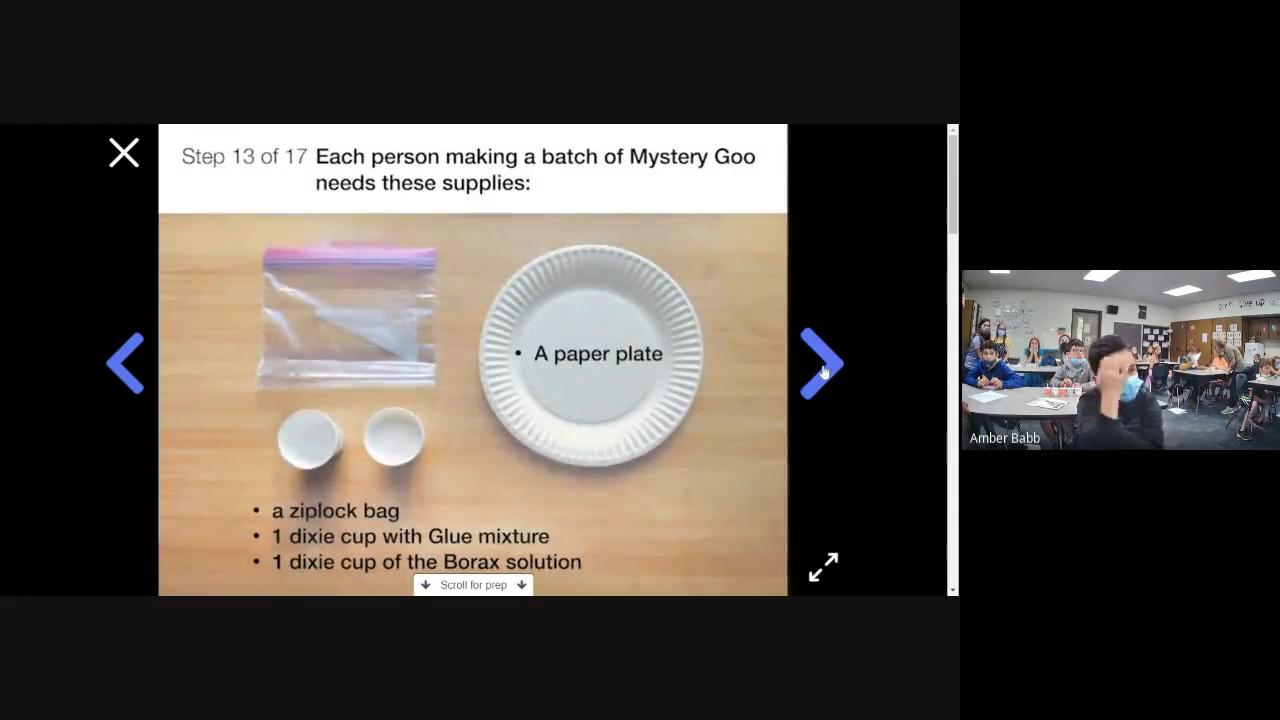 Step 13 of 17 Each person making a batch of Mystery Goo
needs these supplies:
• A paper plate
• a ziplock bag
• 1 dixie cup with Glue mixture
• 1 dixie cup of the Borax solution
Scroll for prep
Amber Babb